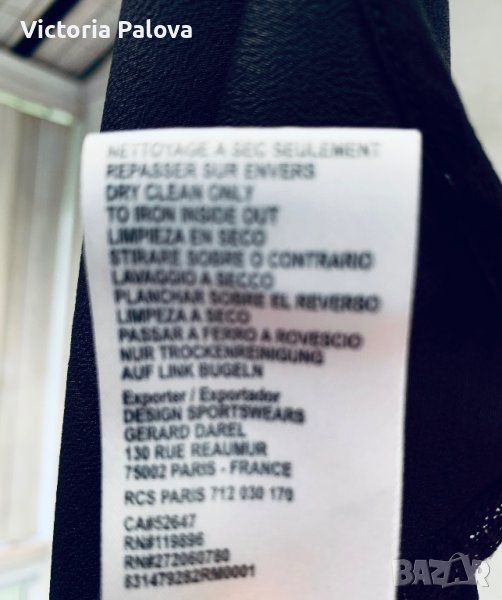 Victoria Palova
NETTOYAGE A SEC SEULEMENT
REPASSER SUR ENVERS
DRY CLEAN ONLY
TO IRON INSIDE OUT
LIMPIEZA EN SECO
STIRARE SOBRE O CONTRARIO
LAVAGGIO A SECCO
PLANCHAR SOBRE EL REVERSO
LIMPEZA A SECO
PASSAR A FERRO A ROVESCIO
NUR TROCKENREINIGUNG
AUF LINK BUGELN
Exporter / Exportador
DESIGN SPORTSWEARS
GERARD DAREL
130 RUE REAUMUR
75002 PARIS - FRANCE
RCS PARIS 712 030 170
CA#52647
RN#119896
RN#272060780
831479282RM0001
BAZAR.bg